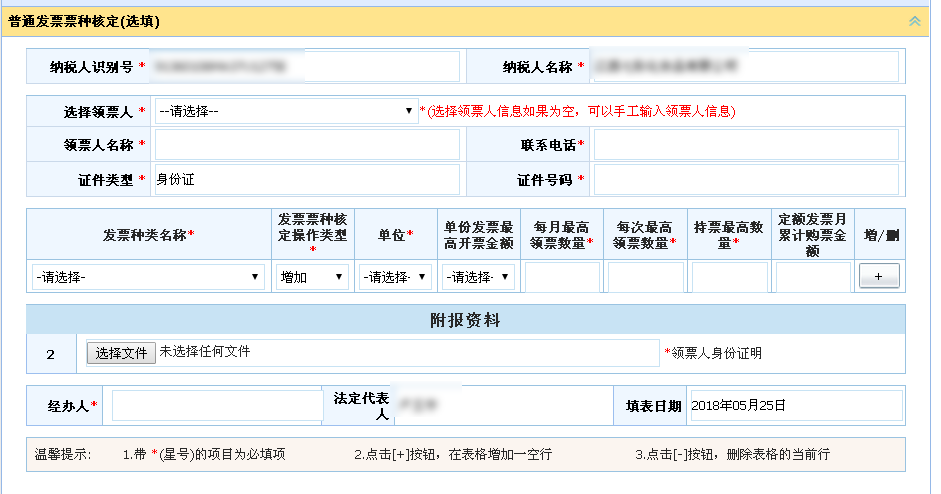 普通发票票种核定(选填)
纳税人识别号 * 纳税人名称 *
选择领票人 * --请选择-- *(选择领票人信息如果为空，可以手工输入领票人信息)
领票人名称 * 联系电话*
证件类型 * 身份证 证件号码 *
发票种类名称* 发票票种核定操作类型* 单位* 单份发票最高开票金额 每月最高领票数量* 每次最高领票数量* 持票最高数量* 定额发票月累计购票金额 增/删
-请选择- 增加 -请选择- -请选择- +
附报资料
2 选择文件 未选择任何文件 *领票人身份证明
经办人* 法定代表人 填表日期 2018年05月25日
温馨提示: 1.带 *(星号)的项目为必填项 2.点击[+]按钮，在表格增加一空行 3.点击[-]按钮，删除表格的当前行